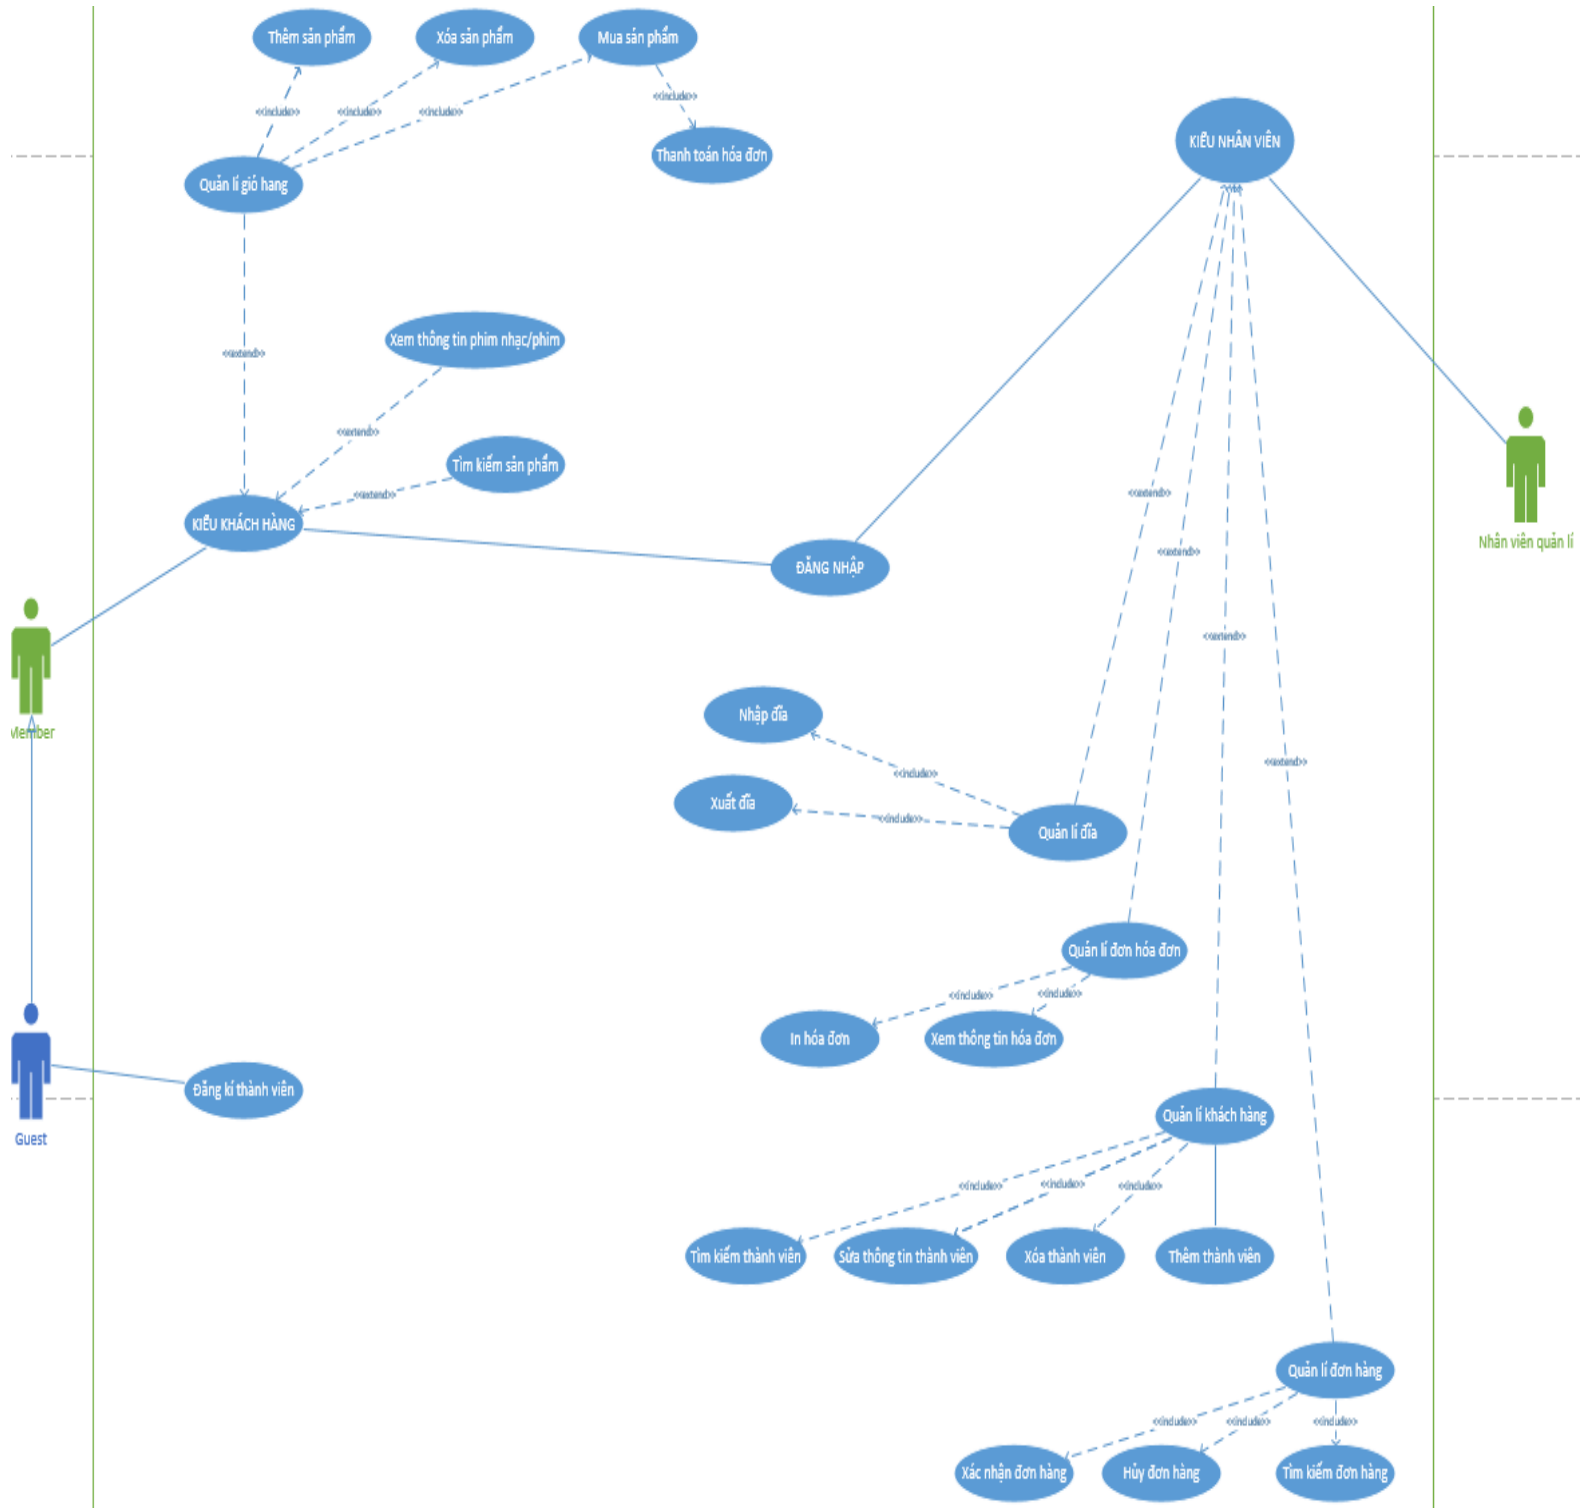 Thêm sản phẩm
Xóa sản phẩm
Mua sản phẩm
<<include>>
<<include>>
<<include>>
<<include>>
KIỂU NHÂN VIÊN
Thanh toán hóa đơn
Quản lí giỏ hang
<<extend>>
Xem thông tin phim nhạc/phim
<<extend>>
Tìm kiếm sản phẩm
<<extend>>
<<extend>>
KIỂU KHÁCH HÀNG
Nhân viên quản lí
<<extend>>
ĐĂNG NHẬP
<<extend>>
Member
Nhập đĩa
<<extend>>
<<include>>
Xuất đĩa
<<include>>
Quản lí đĩa
Quản lí đơn hóa đơn
<<include>>
<<include>>
In hóa đơn
Xem thông tin hóa đơn
Đăng kí thành viên
Quản lí khách hàng
Guest
<<include>>
<<include>>
<<include>>
Tìm kiếm thành viên
Sửa thông tin thành viên
Xóa thành viên
Thêm thành viên
Quản lí đơn hàng
<<include>>
<<include>>
<<include>>
Xác nhận đơn hàng
Hủy đơn hàng
Tìm kiếm đơn hàng